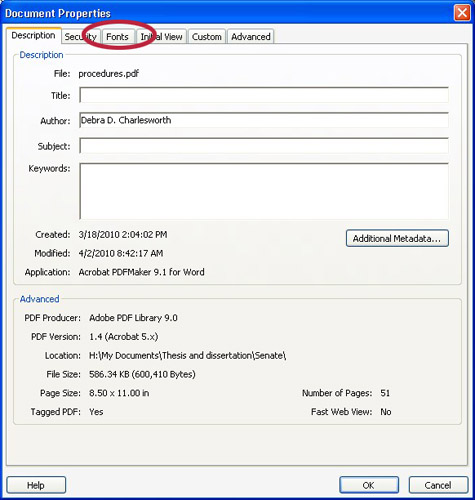 Document Properties
Description Security Fonts Initial View Custom Advanced
Description
File: procedures.pdf
Title:
Author: Debra D. Charlesworth
Subject:
Keywords:
Created: 3/18/2010 2:04:02 PM
Additional Metadata...
Modified: 4/2/2010 8:42:17 AM
Application: Acrobat PDFMaker 9.1 for Word
Advanced
PDF Producer: Adobe PDF Library 9.0
PDF Version: 1.4 (Acrobat 5.x)
Location: H:\My Documents\Thesis and dissertation\Senate\
File Size: 586.34 KB (600,410 Bytes)
Page Size: 8.50 x 11.00 in Number of Pages: 51
Tagged PDF: Yes Fast Web View: No
Help OK Cancel